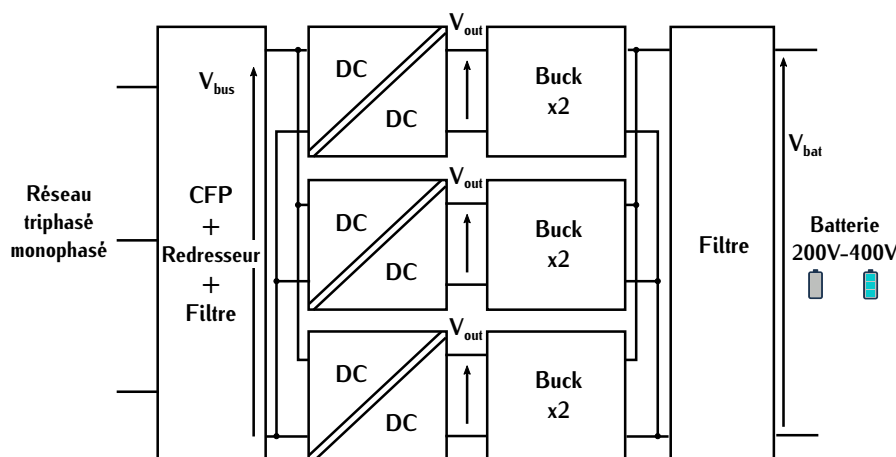 Réseau
triphasé
monophasé
V_bus
CFP
+
Redresseur
+
Filtre
DC
DC
V_out
Buck
x2
DC
DC
V_out
Buck
x2
DC
DC
V_out
Buck
x2
Filtre
V_bat
Batterie
200V-400V